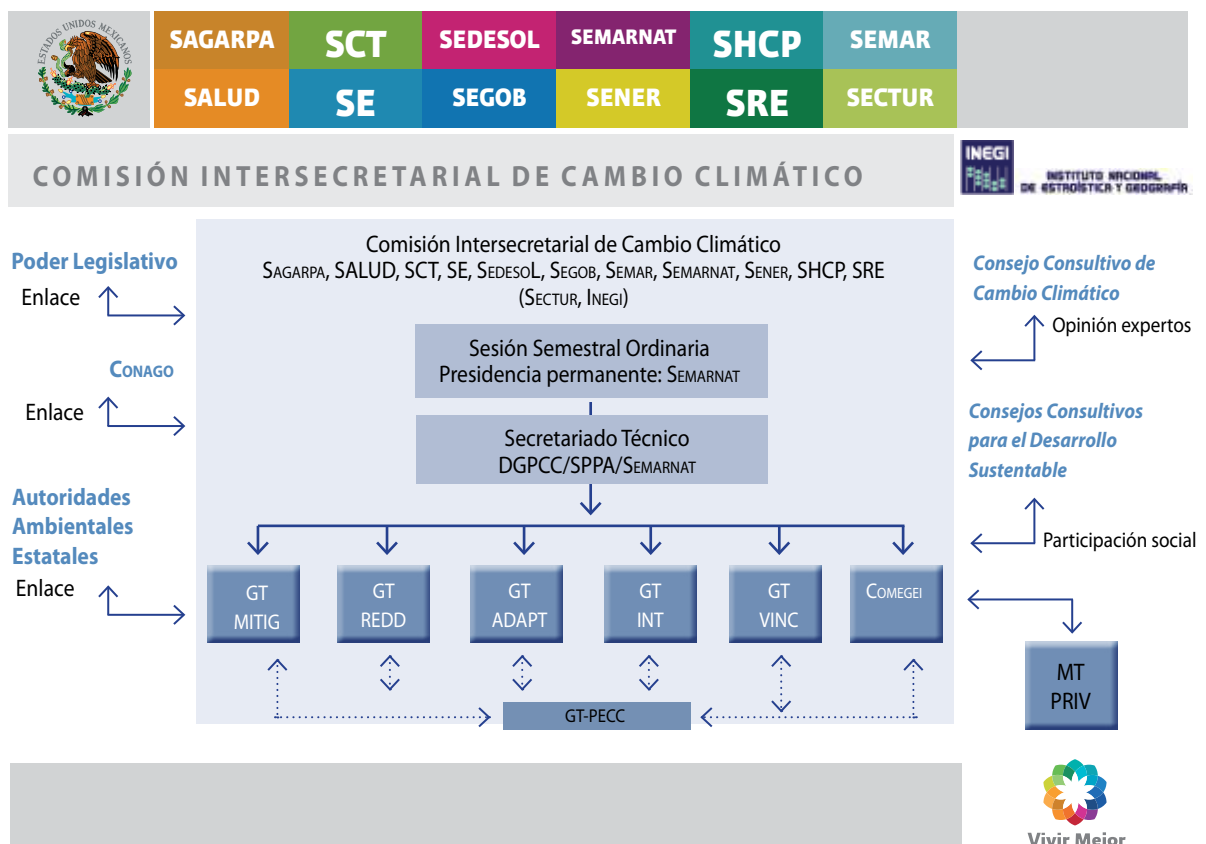 ESTADOS UNIDOS MEXICANOS
SAGARPA SCT SEDESOL SEMARNAT SHCP SEMAR
SALUD SE SEGOB SENER SRE SECTUR
COMISIÓN INTERSECRETARIAL DE CAMBIO CLIMÁTICO
INEGI
INSTITUTO NACIONAL
DE ESTADÍSTICA Y GEOGRAFÍA
Comisión Intersecretarial de Cambio Climático
SAGARPA, SALUD, SCT, SE, SEDESOL, SEGOB, SEMAR, SEMARNAT, SENER, SHCP, SRE
(SECTUR, INEGI)
Poder Legislativo
Enlace
CONAGO
Enlace
Autoridades
Ambientales
Estatales
Enlace
Sesión Semestral Ordinaria
Presidencia permanente: SEMARNAT
Secretariado Técnico
DGPCC/SPPA/SEMARNAT
GT
MITIG
GT
REDD
GT
ADAPT
GT
INT
GT
VINC
COMEGEI
GT-PECC
Consejo Consultivo de
Cambio Climático
Opinión expertos
Consejos Consultivos
para el Desarrollo
Sustentable
Participación social
MT
PRIV
Vivir Mejor